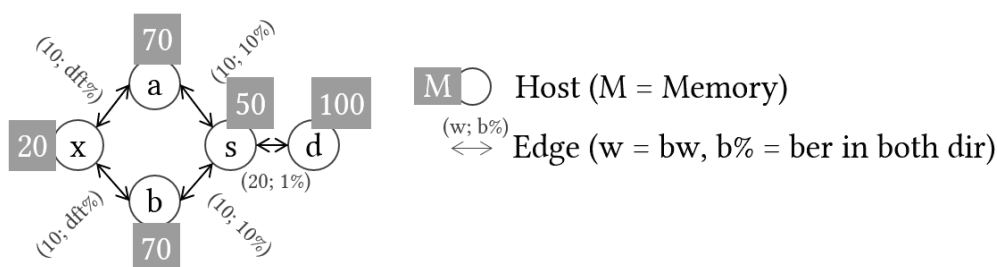 70
(10; dft%)
(10; 10%)
a
50
100
20
x
s
d
(20; 1%)
b
(10; dft%)
(10; 10%)
70
M
Host (M = Memory)
(w; b%)
Edge (w = bw, b% = ber in both dir)